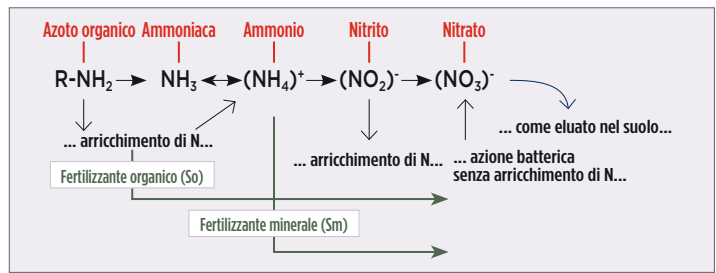 Azoto organico Ammoniaca Ammonio Nitrito Nitrato
R-NH₂ NH₃ (NH₄)⁺ (NO₂)⁻ (NO₃)⁻
... come eluato nel suolo...
... arricchimento di N...
... arricchimento di N...
... azione batterica
senza arricchimento di N...
Fertilizzante organico (So)
Fertilizzante minerale (Sm)